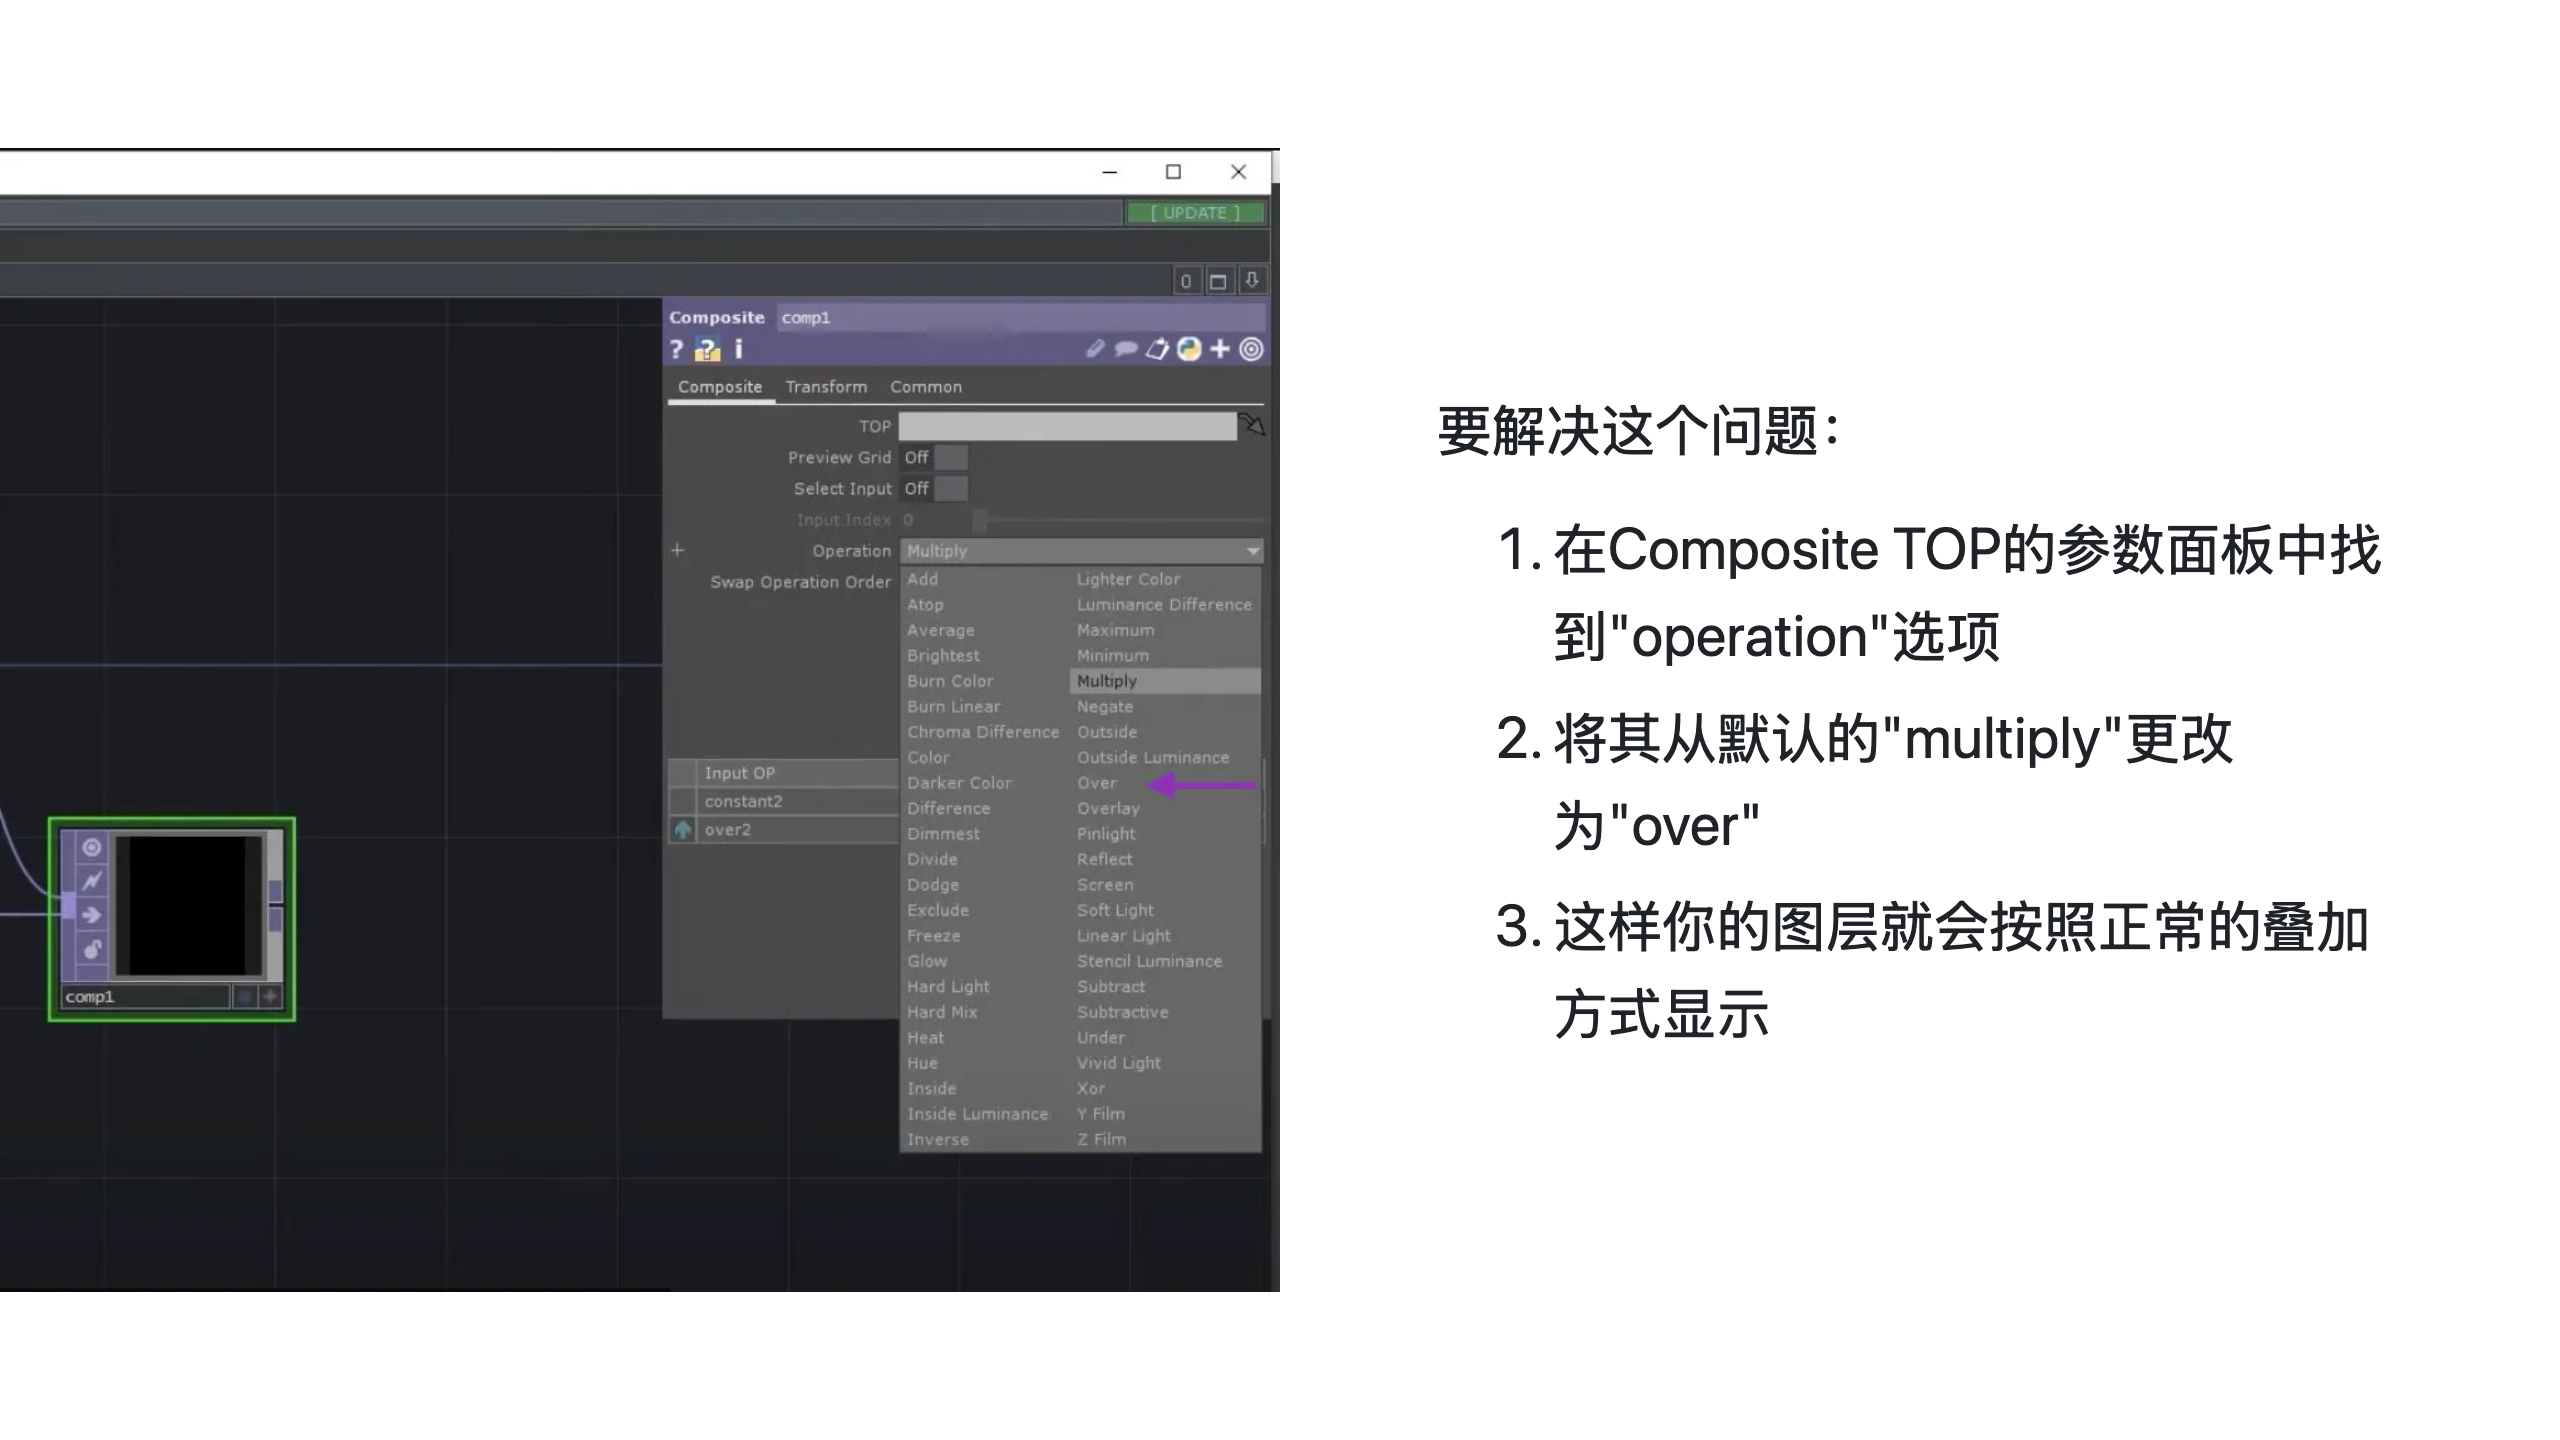 [ UPDATE ]
0
Composite comp1
? ? i
Composite Transform Common
TOP
Preview Grid Off
Select Input Off
Input Index 0
+ Operation Multiply
Swap Operation Order
Add Lighter Color
Atop Luminance Difference
Average Maximum
Brightest Minimum
Burn Color Multiply
Burn Linear Negate
Chroma Difference Outside
Color Outside Luminance
Darker Color Over
Difference Overlay
Dimmest Pinlight
Divide Reflect
Dodge Screen
Exclude Soft Light
Freeze Linear Light
Glow Stencil Luminance
Hard Light Subtract
Hard Mix Subtractive
Heat Under
Hue Vivid Light
Inside Xor
Inside Luminance Y Film
Inverse Z Film
Input OP
constant2
over2
comp1
要解决这个问题：
1. 在Composite TOP的参数面板中找
到"operation"选项
2. 将其从默认的"multiply"更改
为"over"
3. 这样你的图层就会按照正常的叠加
方式显示